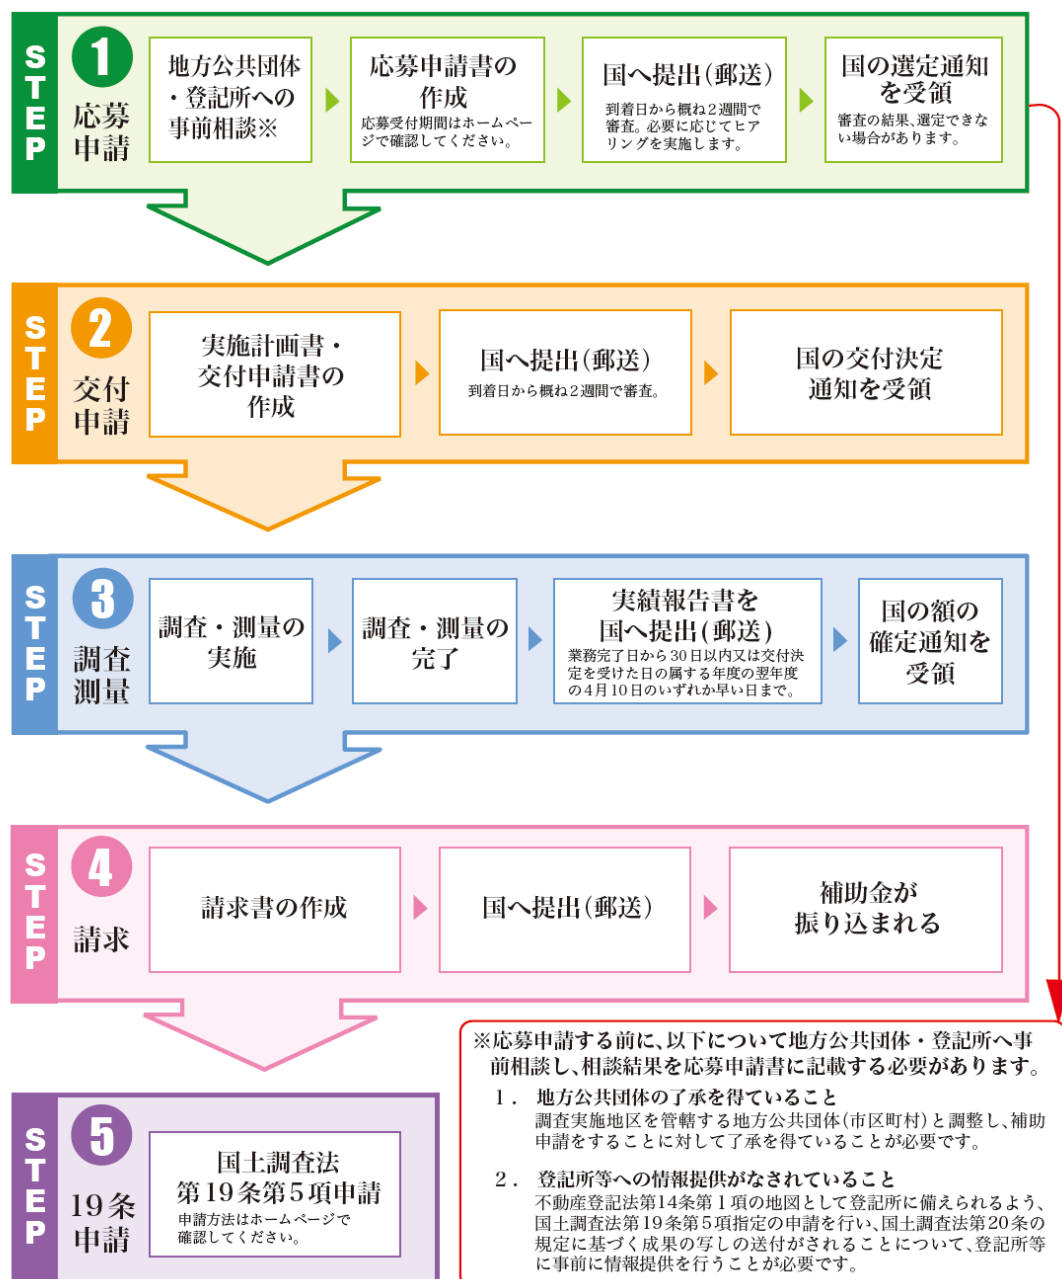 STEP
1
応募
申請
地方公共団体
・登記所への
事前相談※
応募申請書の
作成
応募受付期間はホームペー
ジで確認してください。
国へ提出(郵送)
到着日から概ね2週間で
審査。必要に応じてヒア
リングを実施します。
国の選定通知
を受領
審査の結果、選定できな
い場合があります。
STEP
2
交付
申請
実施計画書・
交付申請書の
作成
国へ提出(郵送)
到着日から概ね2週間で審査。
国の交付決定
通知を受領
STEP
3
調査
測量
調査・測量の
実施
調査・測量の
完了
実績報告書を
国へ提出(郵送)
業務完了日から30日以内又は交付決
定を受けた日の属する年度の翌年度
の4月10日のいずれか早い日まで。
国の額の
確定通知を
受領
STEP
4
請求
請求書の作成
国へ提出(郵送)
補助金が
振り込まれる
STEP
5
19条
申請
国土調査法
第19条第5項申請
申請方法はホームページで
確認してください。
※応募申請する前に、以下について地方公共団体・登記所へ事
前相談し、相談結果を応募申請書に記載する必要があります。
1. 地方公共団体の了承を得ていること
調査実施地区を管轄する地方公共団体(市区町村)と調整し、補助
申請をすることに対して了承を得ていることが必要です。
2. 登記所等への情報提供がなされていること
不動産登記法第14条第1項の地図として登記所に備えられるよう、
国土調査法第19条第5項指定の申請を行い、国土調査法第20条の
規定に基づく成果の写しの送付がされることについて、登記所等
に事前に情報提供を行うことが必要です。